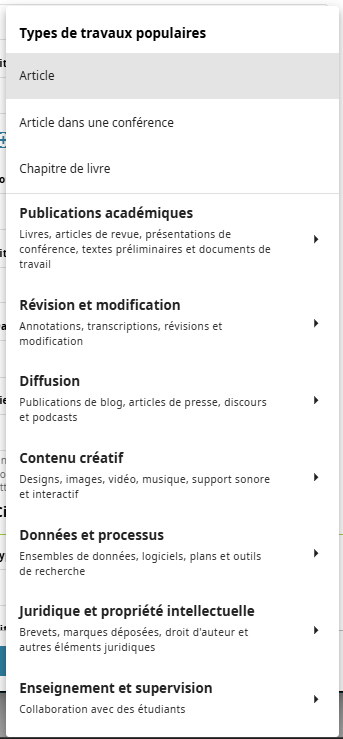 Types de travaux populaires
Article
Article dans une conférence
Chapitre de livre
Publications académiques
Livres, articles de revue, présentations de
conférence, textes préliminaires et documents de
travail
Révision et modification
Annotations, transcriptions, révisions et
modification
Diffusion
Publications de blog, articles de presse, discours
et podcasts
Contenu créatif
Designs, images, vidéo, musique, support sonore
et interactif
Données et processus
Ensembles de données, logiciels, plans et outils
de recherche
Juridique et propriété intellectuelle
Brevets, marques déposées, droit d'auteur et
autres éléments juridiques
Enseignement et supervision
Collaboration avec des étudiants